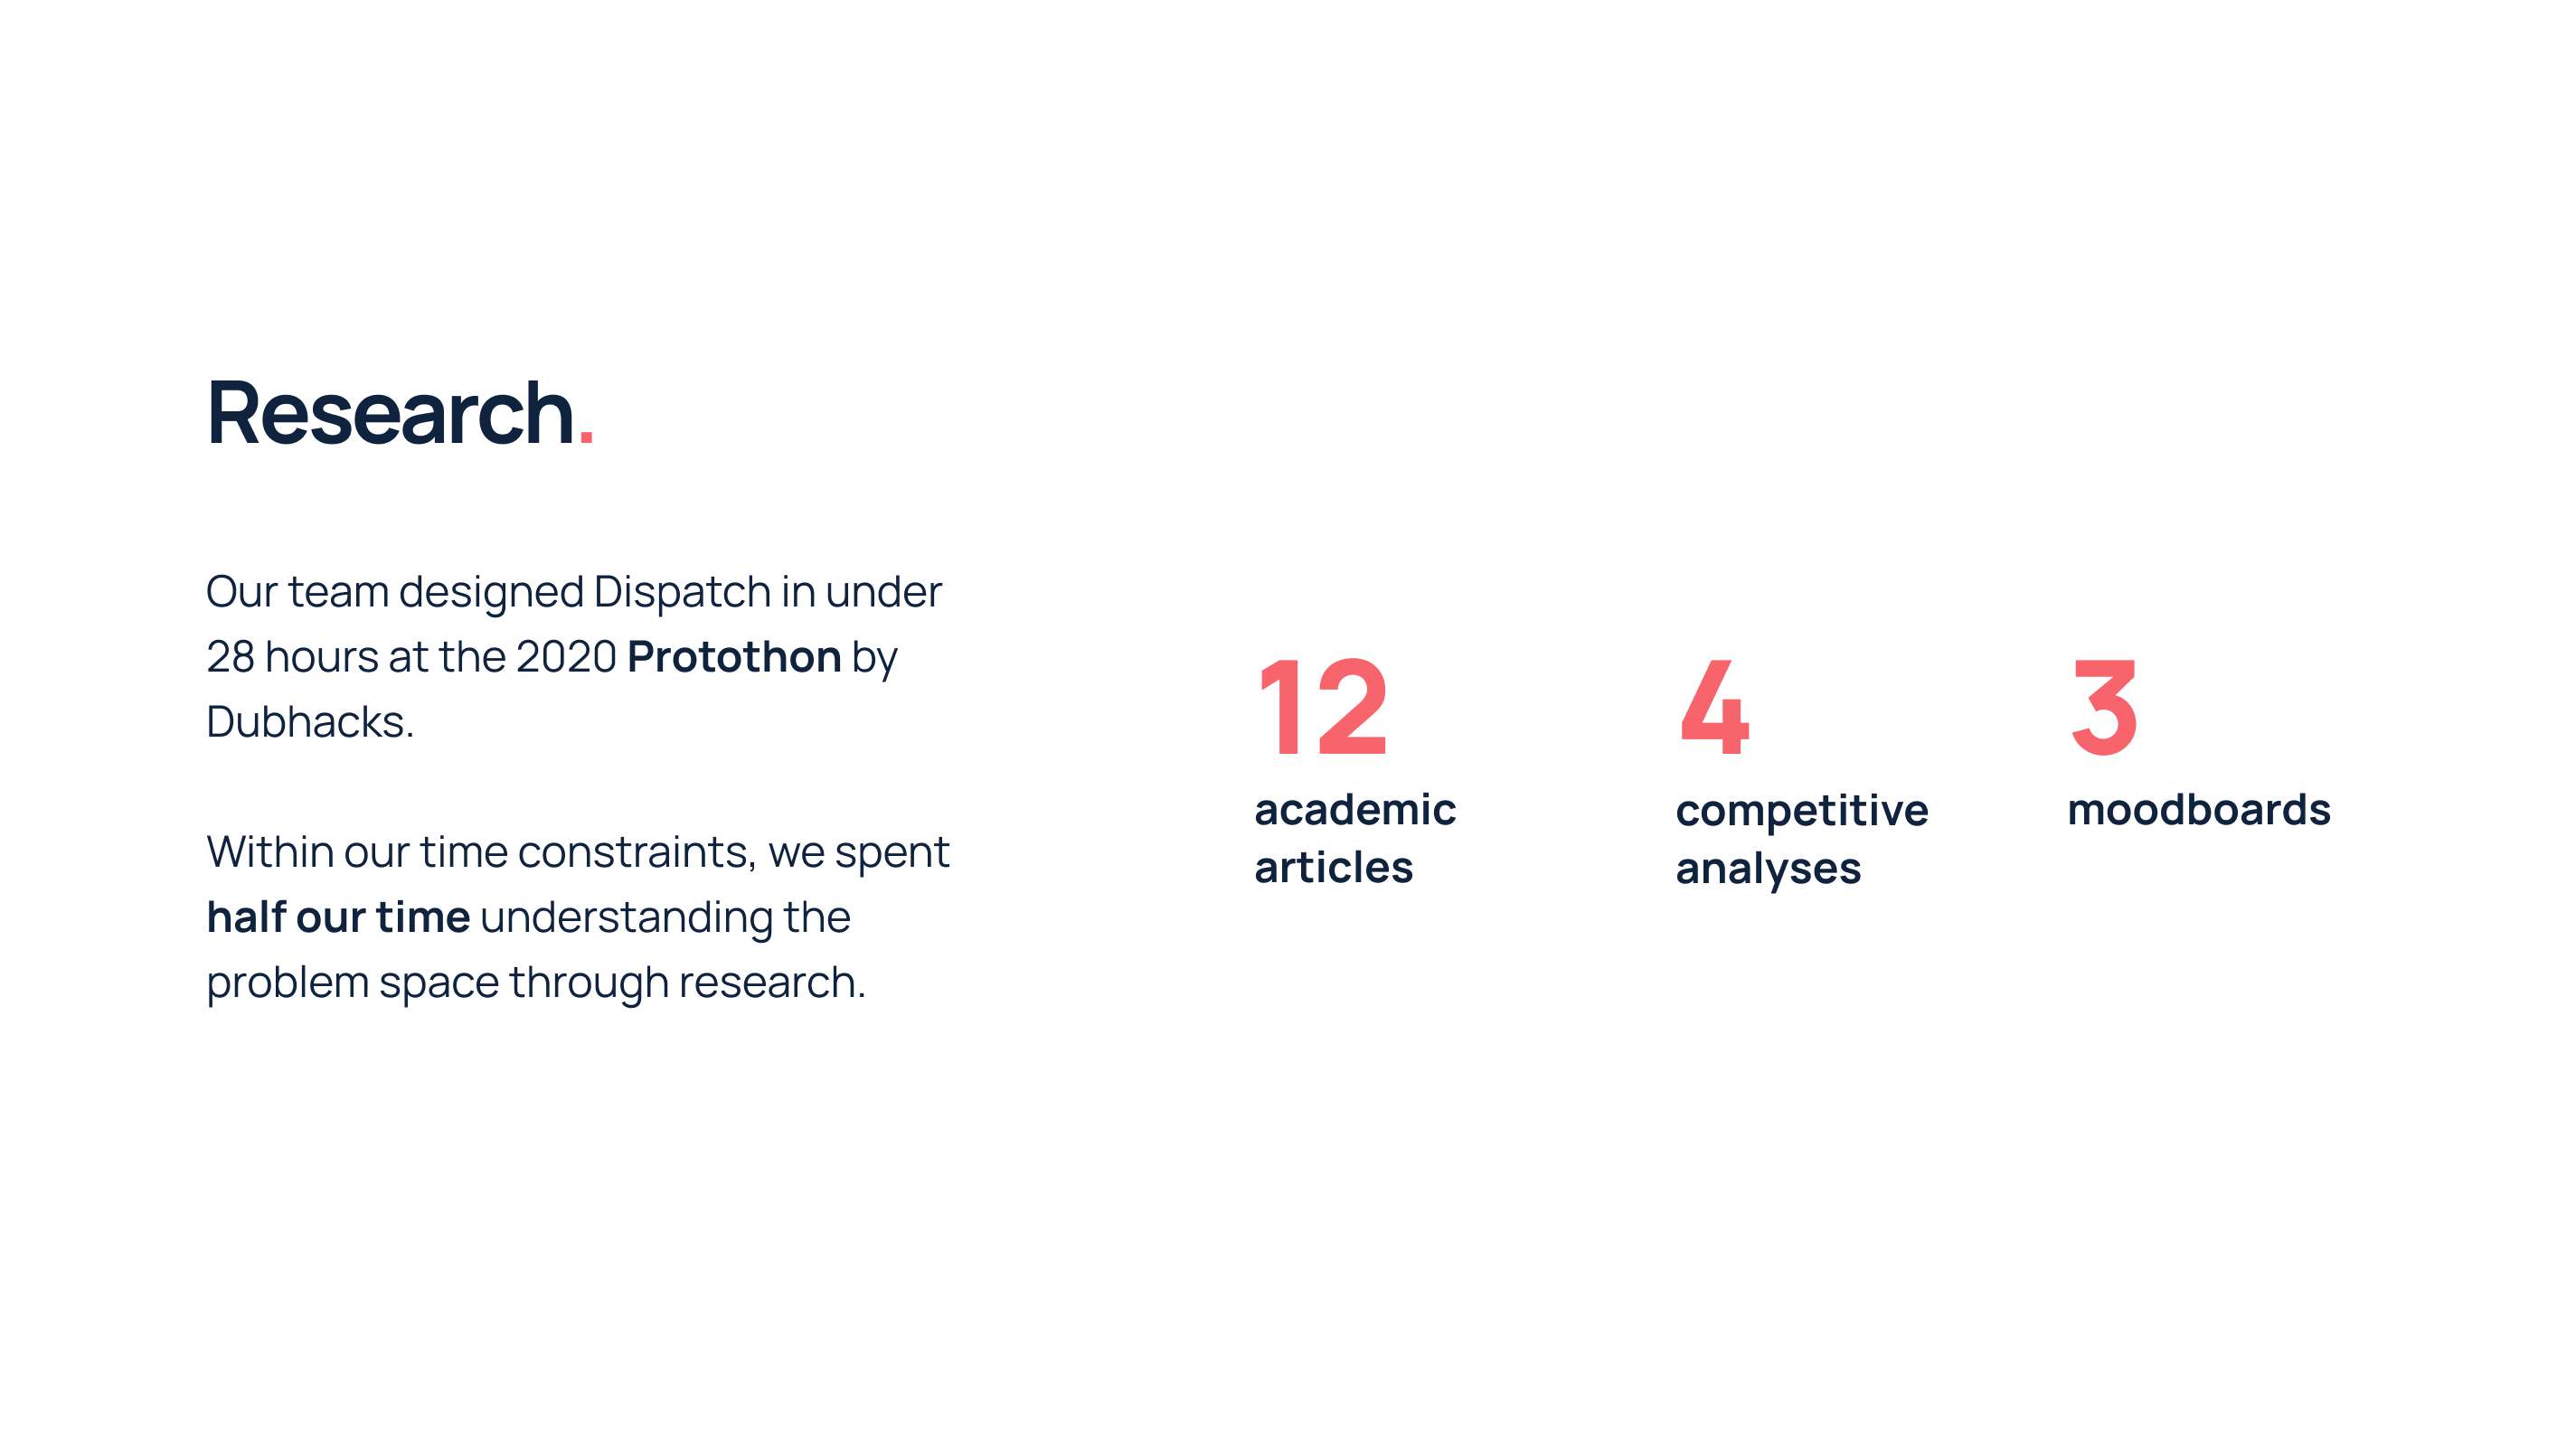 Research.
Our team designed Dispatch in under
28 hours at the 2020 Protothon by
Dubhacks.
Within our time constraints, we spent
half our time understanding the
problem space through research.
12
academic
articles
4
competitive
analyses
3
moodboards